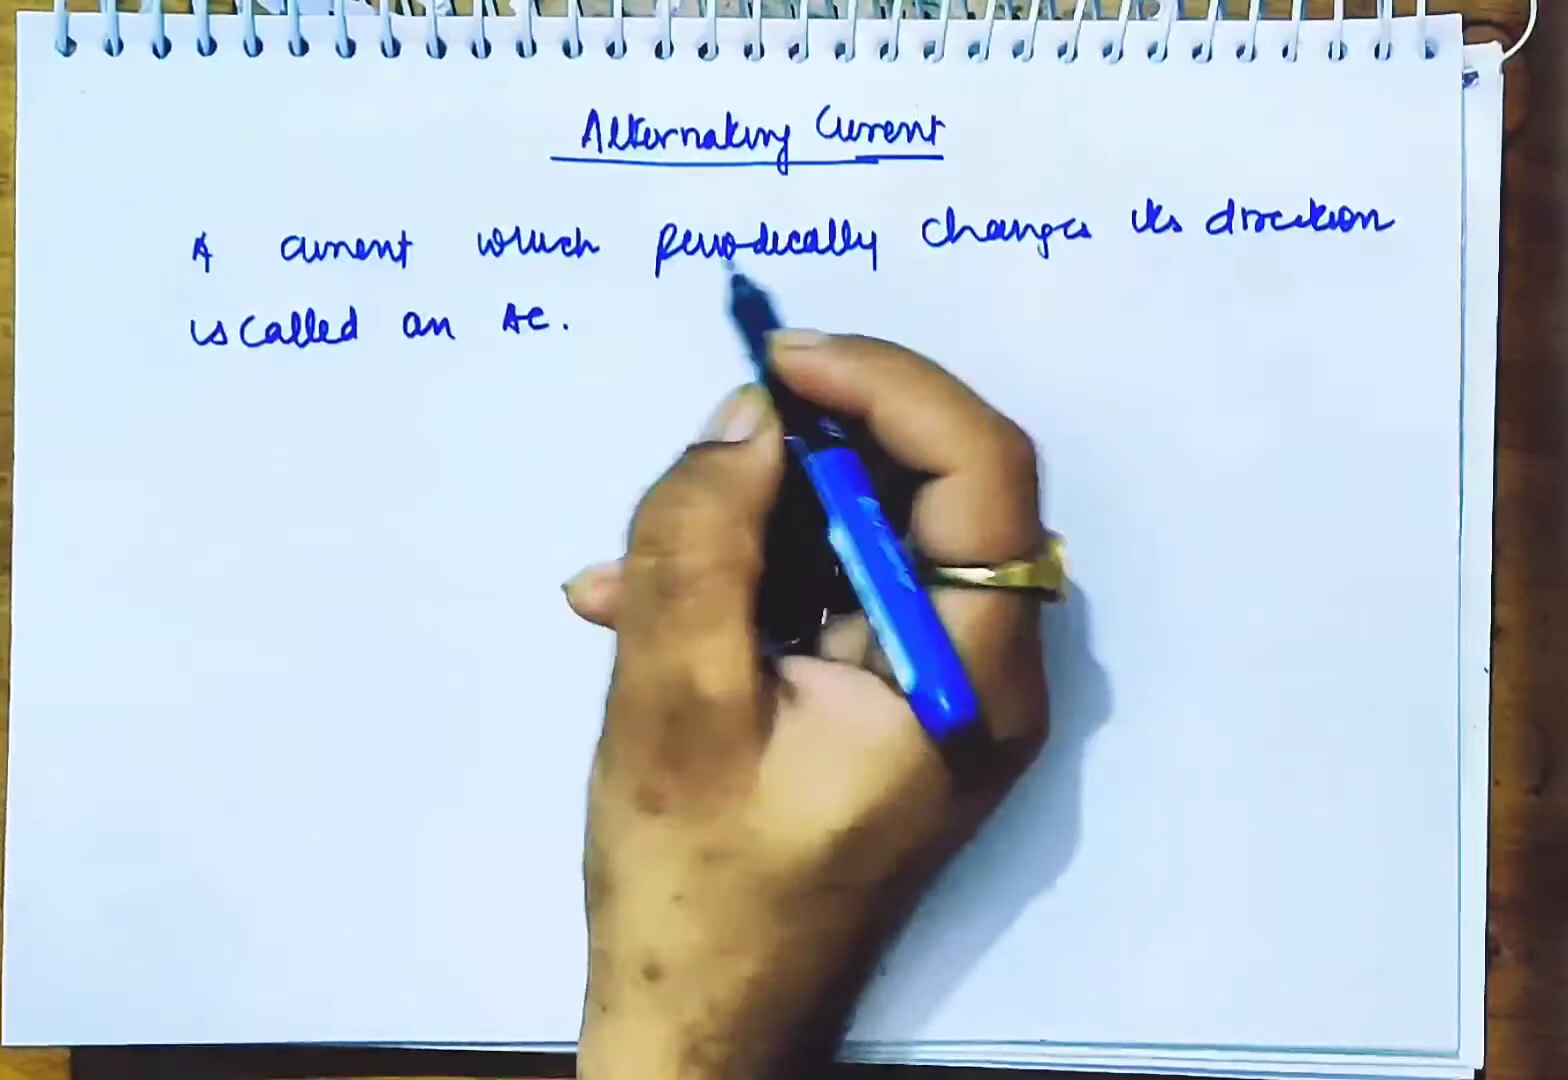 Alternating Current
A current which periodically changes its direction
is called an AC.